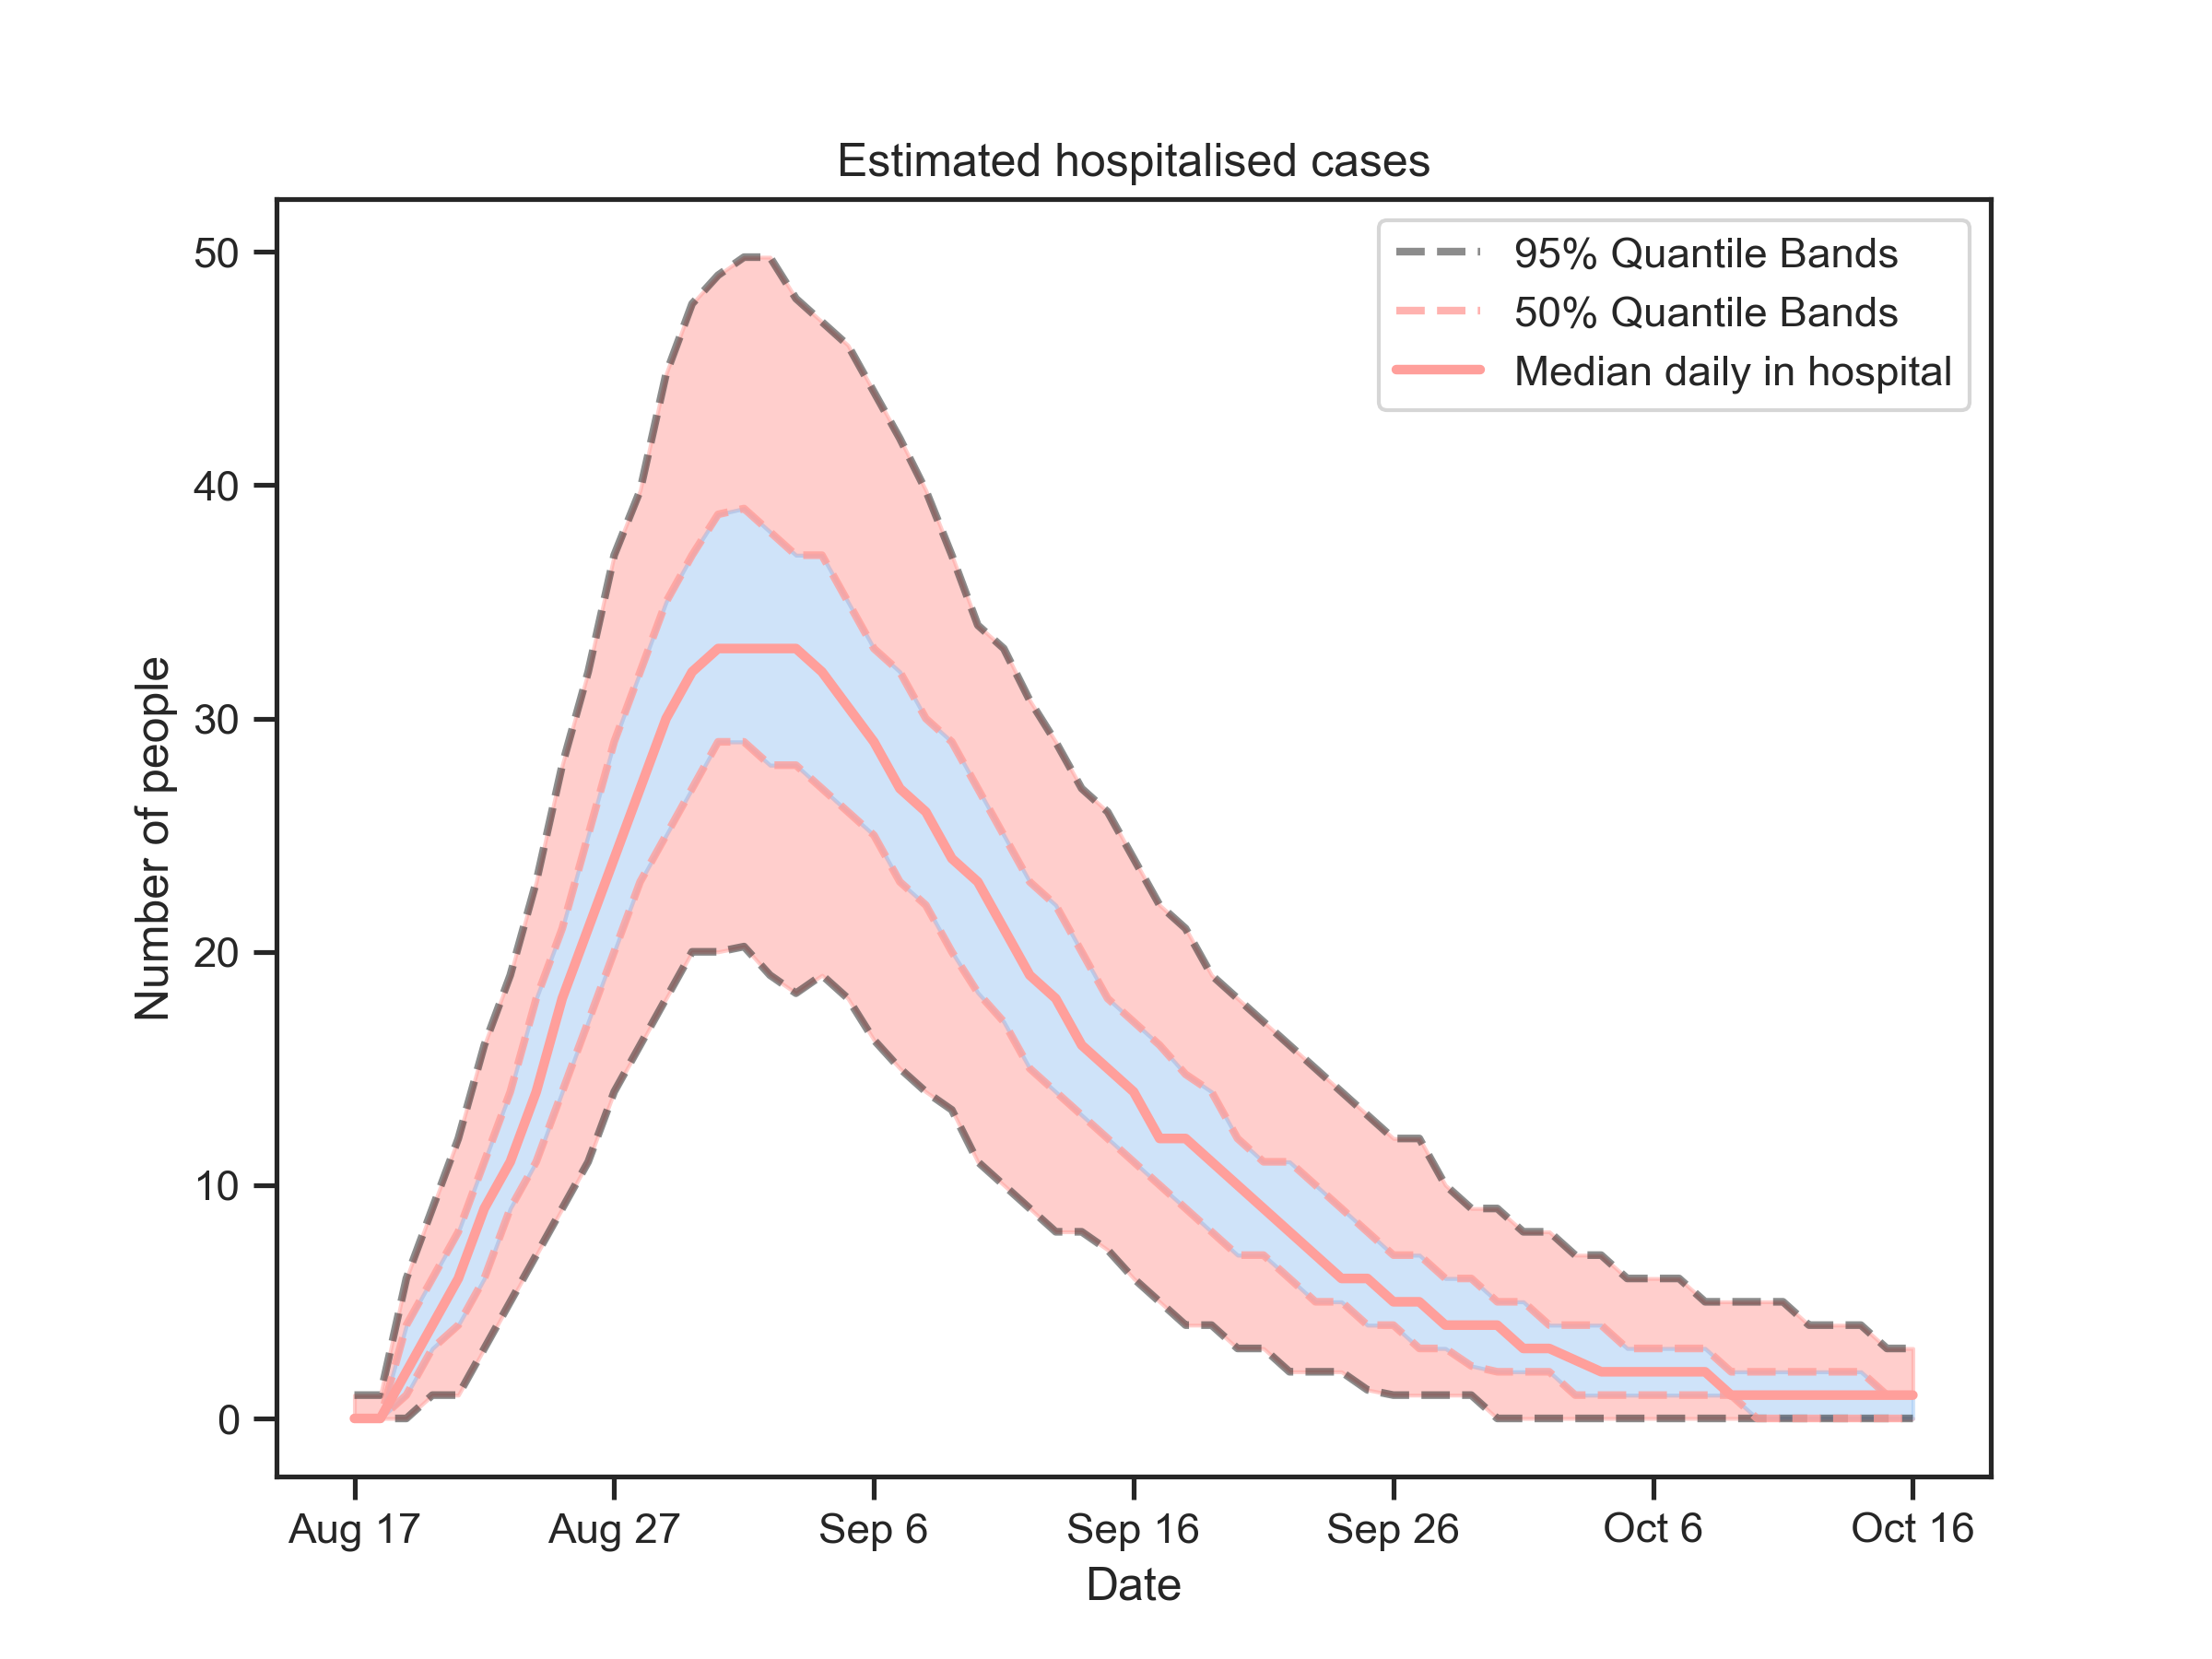 Estimated hospitalised cases
95% Quantile Bands
50% Quantile Bands
Median daily in hospital
Number of people
50
40
30
20
10
0
Aug 17 Aug 27 Sep 6 Sep 16 Sep 26 Oct 6 Oct 16
Date